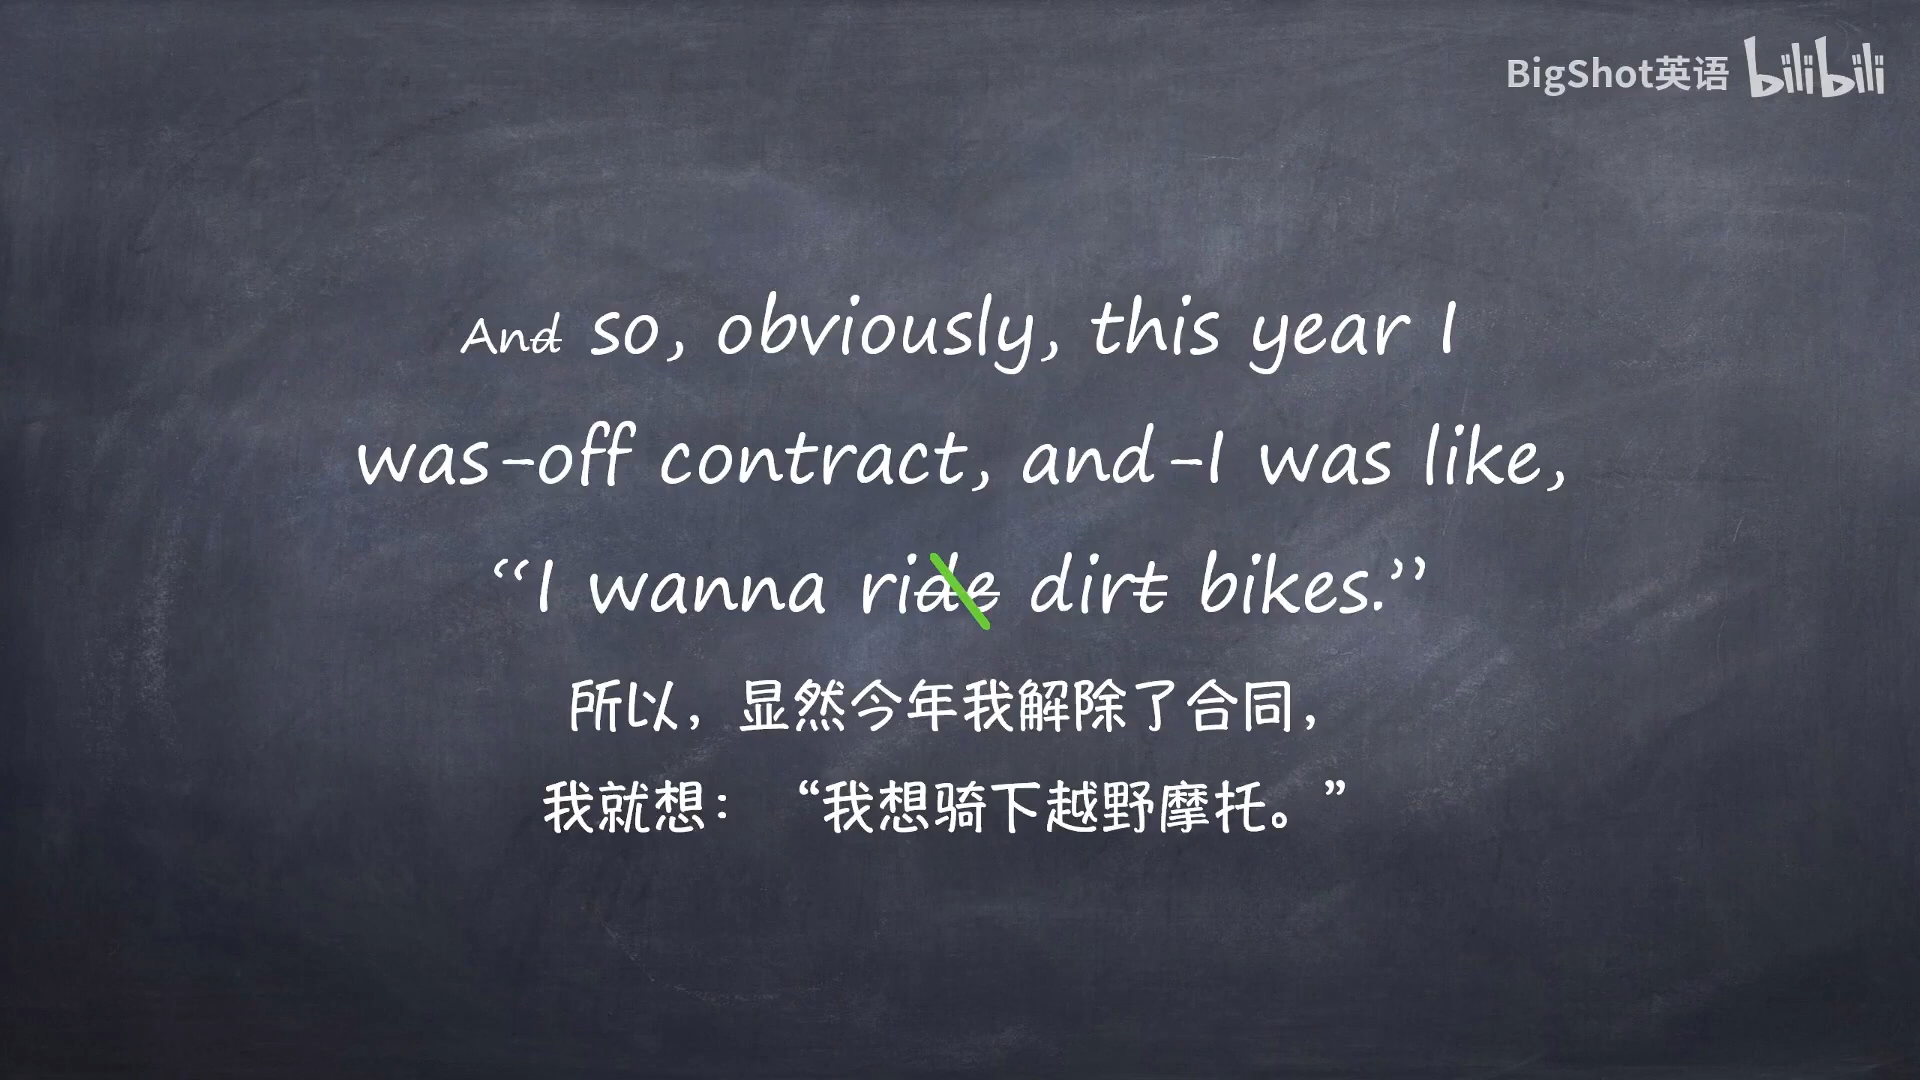 BigShot英语 bilibili
And so, obviously, this year I
was-off contract, and-I was like,
“I wanna ride dirt bikes.”
所以，显然今年我解除了合同，
我就想：“我想骑下越野摩托。”